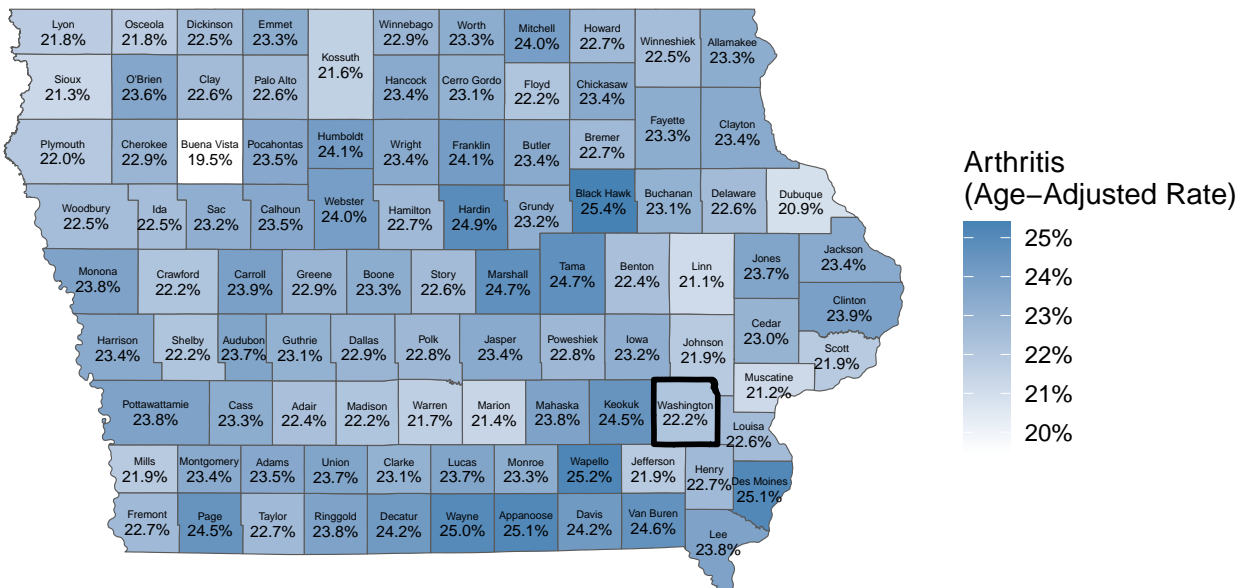 Lyon
21.8%
Osceola
21.8%
Dickinson
22.5%
Emmet
23.3%
Kossuth
21.6%
Winnebago
22.9%
Worth
23.3%
Mitchell
24.0%
Howard
22.7%
Winneshiek
22.5%
Allamakee
23.3%
Sioux
21.3%
O'Brien
23.6%
Clay
22.6%
Palo Alto
22.6%
Hancock
23.4%
Cerro Gordo
23.1%
Floyd
22.2%
Chickasaw
23.4%
Fayette
23.3%
Clayton
23.4%
Plymouth
22.0%
Cherokee
22.9%
Buena Vista
19.5%
Pocahontas
23.5%
Humboldt
24.1%
Wright
23.4%
Franklin
24.1%
Butler
23.4%
Bremer
22.7%
Woodbury
22.5%
Ida
22.5%
Sac
23.2%
Calhoun
23.5%
Webster
24.0%
Hamilton
22.7%
Hardin
24.9%
Grundy
23.2%
Black Hawk
25.4%
Buchanan
23.1%
Delaware
22.6%
Dubuque
20.9%
Monona
23.8%
Crawford
22.2%
Carroll
23.9%
Greene
22.9%
Boone
23.3%
Story
22.6%
Marshall
24.7%
Tama
24.7%
Benton
22.4%
Linn
21.1%
Jones
23.7%
Jackson
23.4%
Clinton
23.9%
Harrison
23.4%
Shelby
22.2%
Audubon
23.7%
Guthrie
23.1%
Dallas
22.9%
Polk
22.8%
Jasper
23.4%
Poweshiek
22.8%
Iowa
23.2%
Johnson
21.9%
Cedar
23.0%
Scott
21.9%
Muscatine
21.2%
Pottawattamie
23.8%
Cass
23.3%
Adair
22.4%
Madison
22.2%
Warren
21.7%
Marion
21.4%
Mahaska
23.8%
Keokuk
24.5%
Washington
22.2%
Louisa
22.6%
Mills
21.9%
Montgomery
23.4%
Adams
23.5%
Union
23.7%
Clarke
23.1%
Lucas
23.7%
Monroe
23.3%
Wapello
25.2%
Jefferson
21.9%
Henry
22.7%
Des Moines
25.1%
Fremont
22.7%
Page
24.5%
Taylor
22.7%
Ringgold
23.8%
Decatur
24.2%
Wayne
25.0%
Appanoose
25.1%
Davis
24.2%
Van Buren
24.6%
Lee
23.8%
Arthritis
(Age−Adjusted Rate)
25%
24%
23%
22%
21%
20%